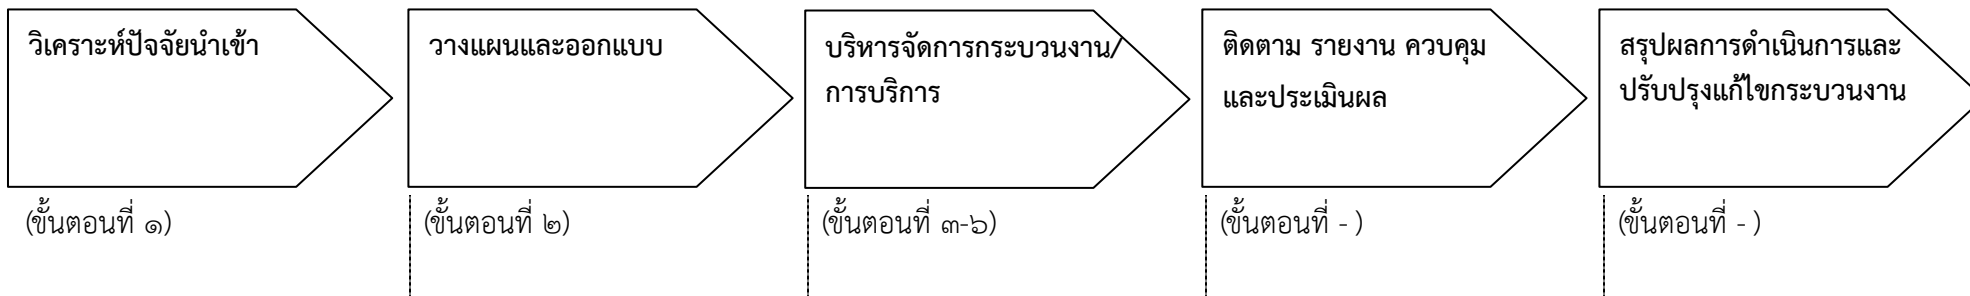 วิเคราะห์ปัจจัยนำเข้า
(ขั้นตอนที่ ๑)
วางแผนและออกแบบ
(ขั้นตอนที่ ๒)
บริหารจัดการกระบวนงาน/
การบริการ
(ขั้นตอนที่ ๓-๖)
ติดตาม รายงาน ควบคุม
และประเมินผล
(ขั้นตอนที่ - )
สรุปผลการดำเนินการและ
ปรับปรุงแก้ไขกระบวนงาน
(ขั้นตอนที่ - )